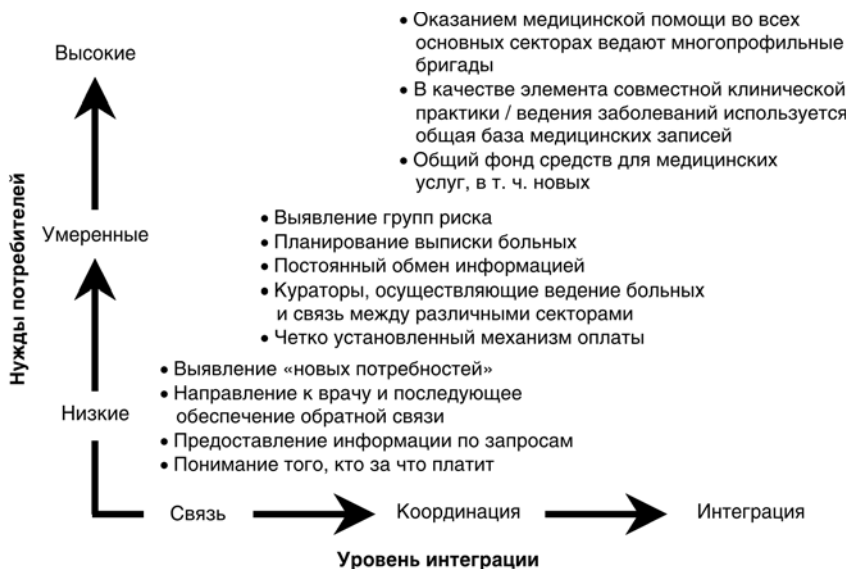 • Оказанием медицинской помощи во всех
основных секторах ведают многопрофильные
бригады
• В качестве элемента совместной клинической
практики / ведения заболеваний используется
общая база медицинских записей
• Общий фонд средств для медицинских
услуг, в т. ч. новых
Высокие
• Выявление групп риска
• Планирование выписки больных
• Постоянный обмен информацией
• Кураторы, осуществляющие ведение больных
и связь между различными секторами
• Четко установленный механизм оплаты
Умеренные
• Выявление «новых потребностей»
• Направление к врачу и последующее
обеспечение обратной связи
• Предоставление информации по запросам
• Понимание того, кто за что платит
Низкие
Нужды потребителей
Связь
Координация
Интеграция
Уровень интеграции